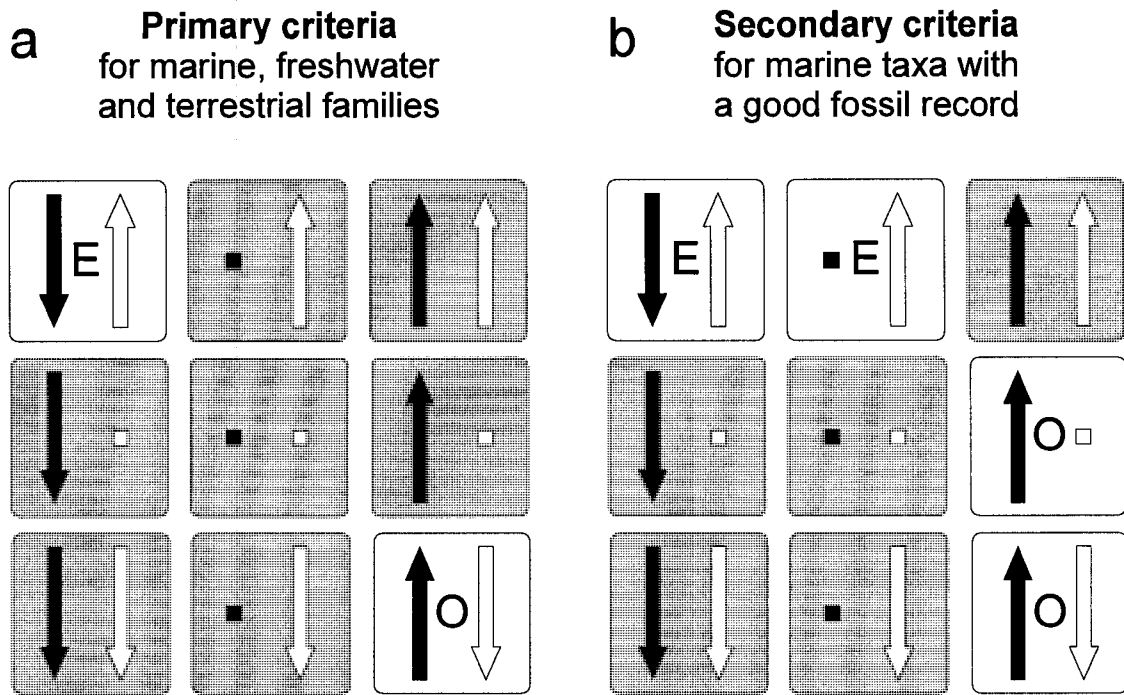 a
Primary criteria
for marine, freshwater
and terrestrial families
E
O
b
Secondary criteria
for marine taxa with
a good fossil record
E
E
O
O